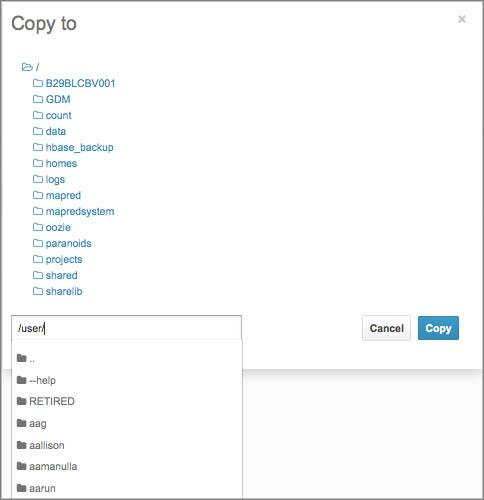 Copy to
×
/
B29BLCBV001
GDM
count
data
hbase_backup
homes
logs
mapred
mapredsystem
oozie
paranoids
projects
shared
sharelib
/user/
Cancel
Copy
..
--help
RETIRED
aag
aallison
aamanulla
aarun